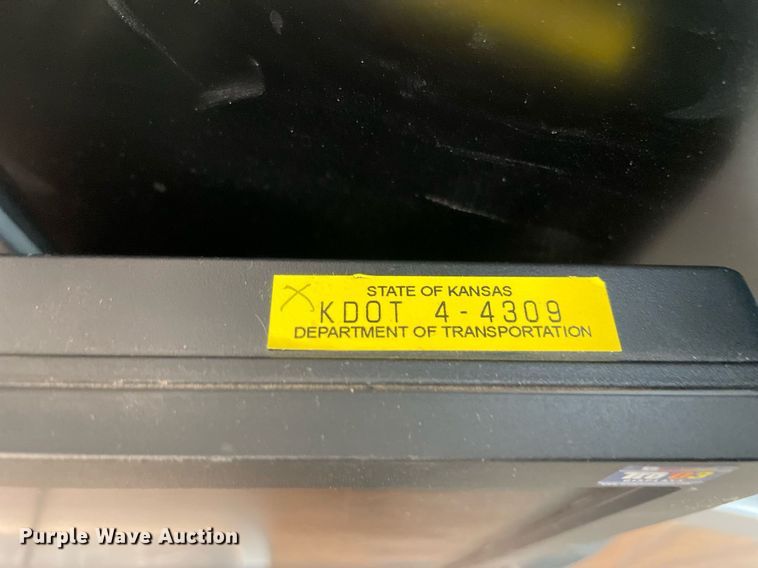 STATE OF KANSAS
KDOT 4-4309
DEPARTMENT OF TRANSPORTATION
Purple Wave Auction